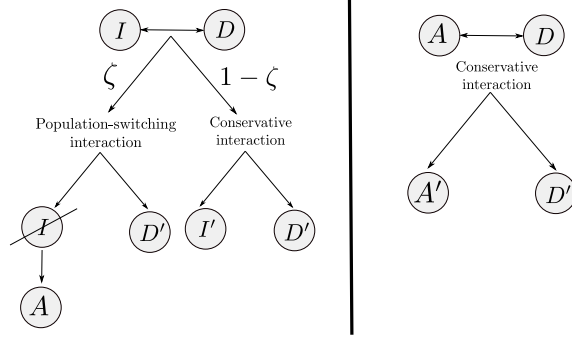 I D
ζ 1 − ζ
Population-switching
interaction
Conservative
interaction
I D′ I′ D′
A
A D
Conservative
interaction
A′ D′